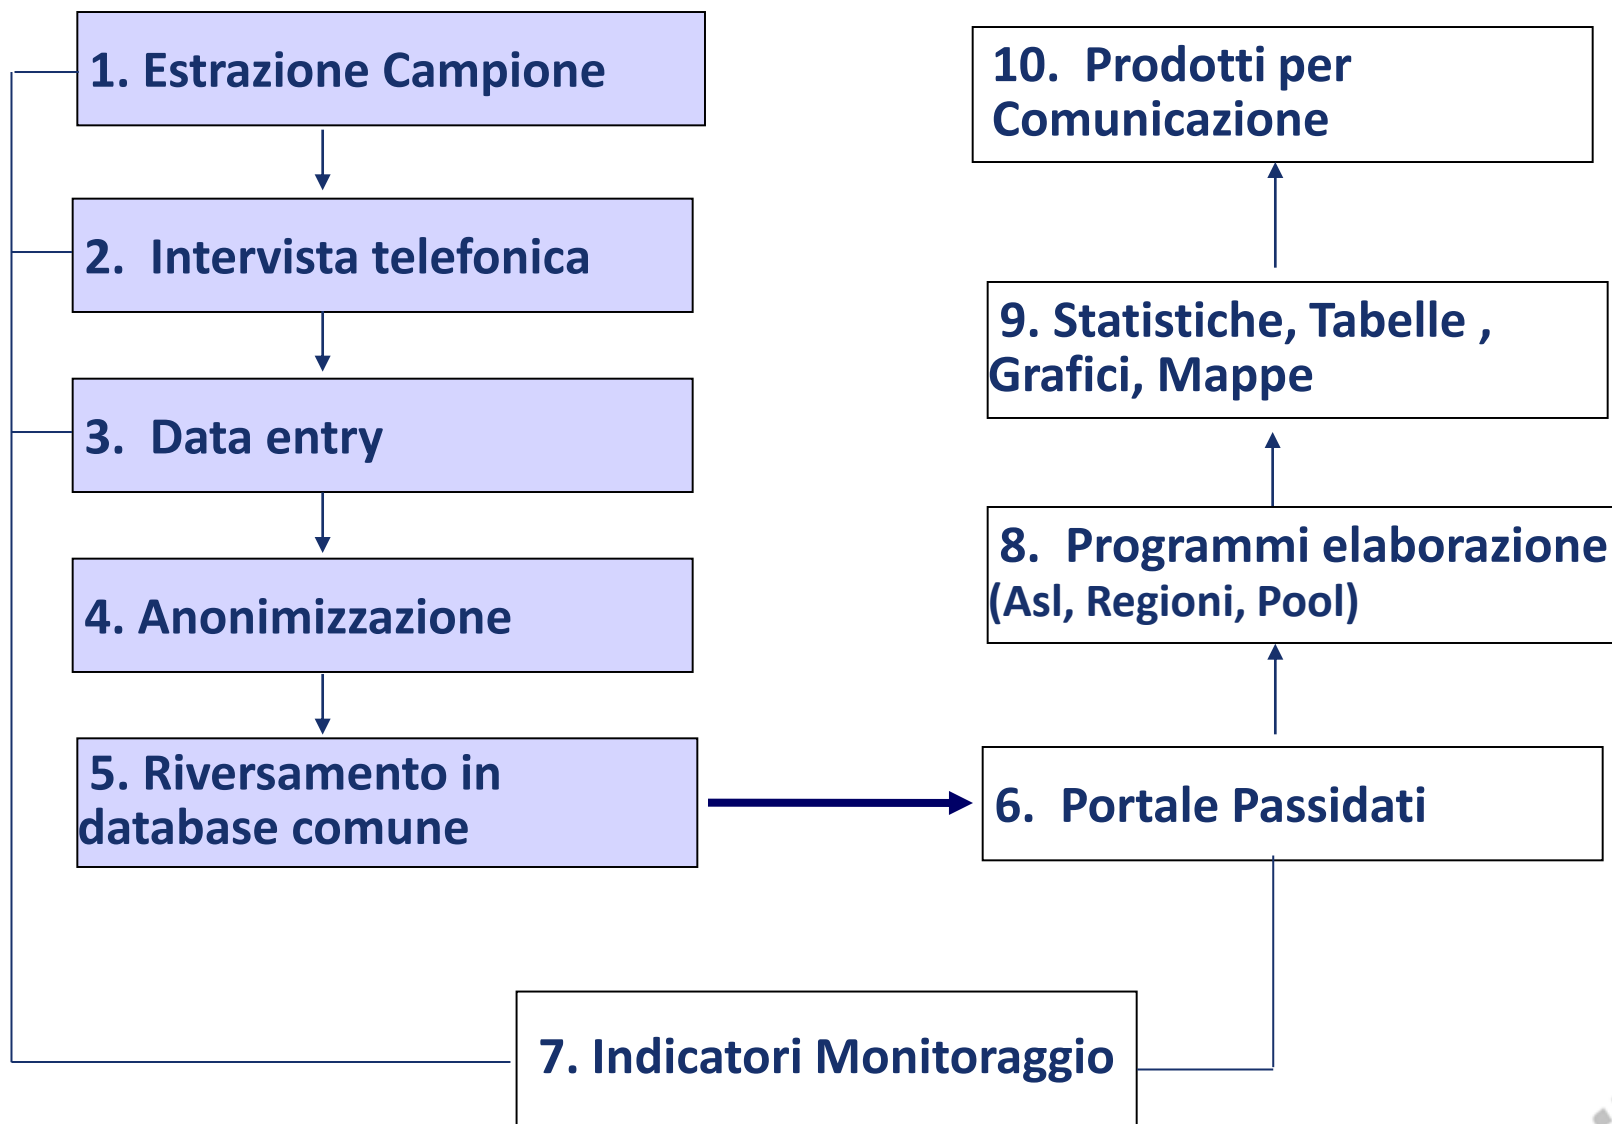 1. Estrazione Campione
2. Intervista telefonica
3. Data entry
4. Anonimizzazione
5. Riversamento in
database comune
6. Portale Passidati
7. Indicatori Monitoraggio
8. Programmi elaborazione
(Asl, Regioni, Pool)
9. Statistiche, Tabelle ,
Grafici, Mappe
10. Prodotti per
Comunicazione